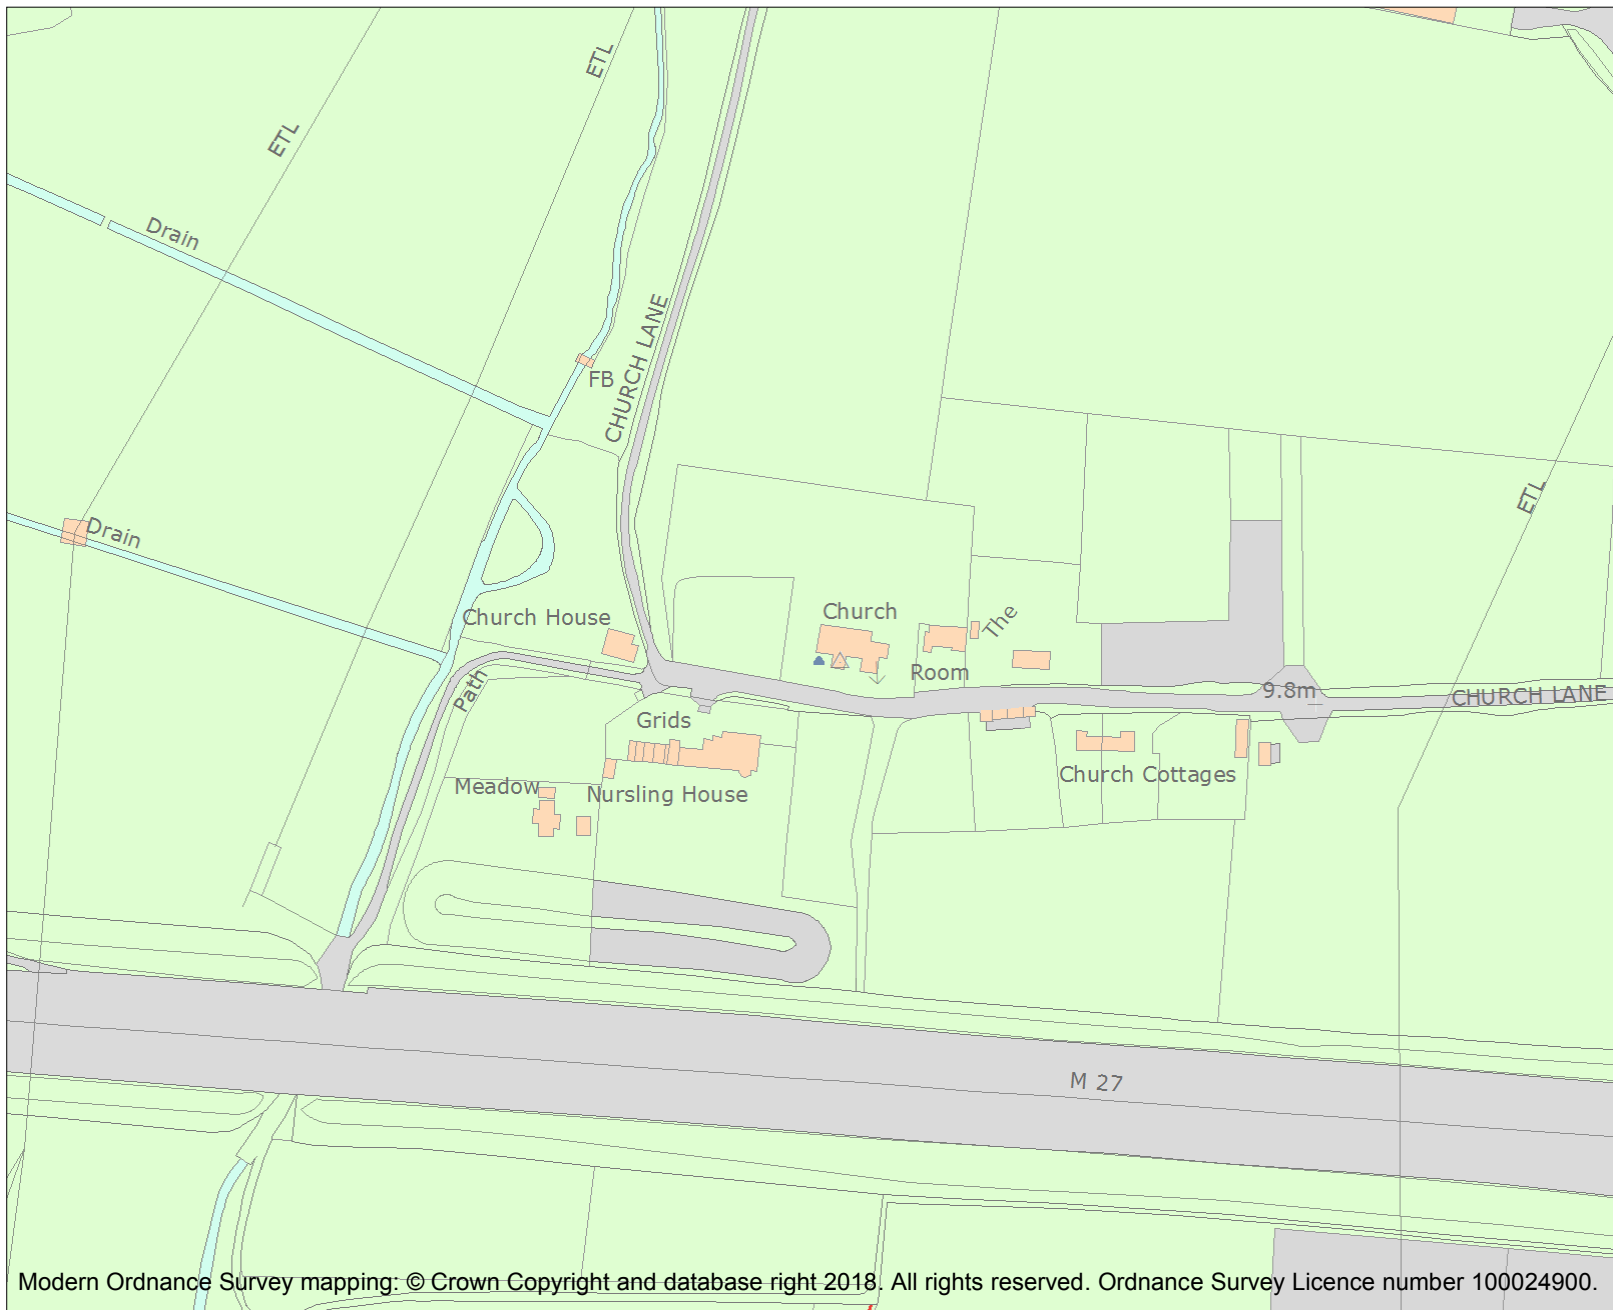 ETL
ETL
Drain
CHURCH LANE
FB
ETL
Drain
Church House
Church
The
Room
Path
9.8m
CHURCH LANE
Grids
Church Cottages
Meadow
Nursling House
M 27
Modern Ordnance Survey mapping: © Crown Copyright and database right 2018. All rights reserved. Ordnance Survey Licence number 100024900.